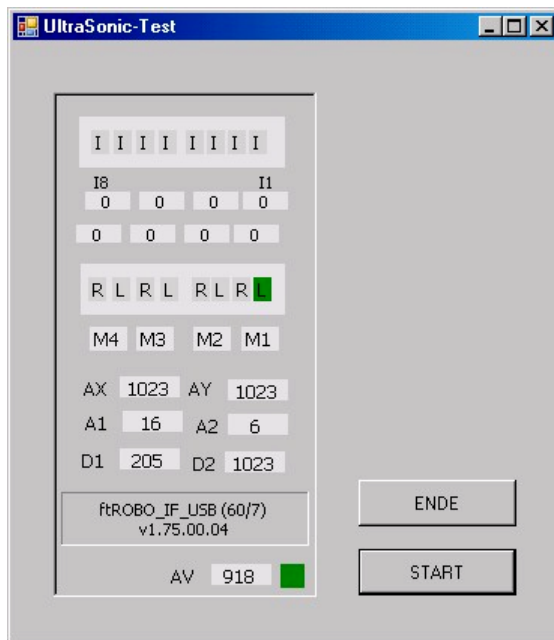 UltraSonic-Test
I I I I I I I I
I8 I1
0 0 0 0
0 0 0 0
R L R L R L R L
M4 M3 M2 M1
AX 1023 AY 1023
A1 16 A2 6
D1 205 D2 1023
ftROBO_IF_USB (60/7)
v1.75.00.04
ENDE
AV 918
START